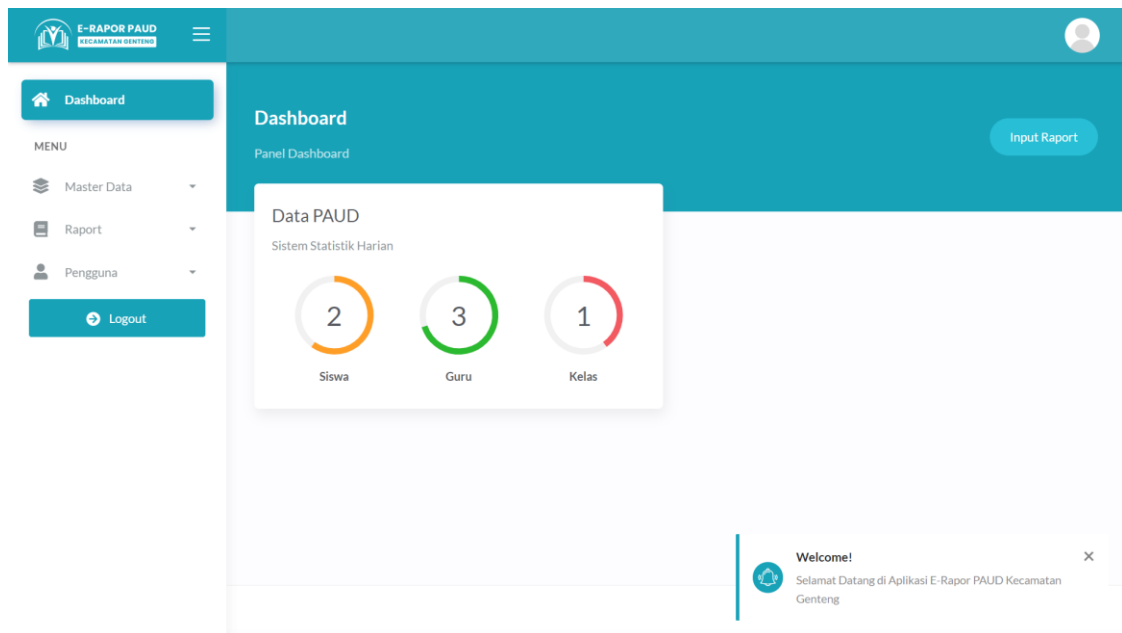 E-RAPOR PAUD
KECAMATAN GENTENG
Dashboard
MENU
Master Data
Raport
Pengguna
Logout
Dashboard
Panel Dashboard
Input Raport
Data PAUD
Sistem Statistik Harian
2 3 1
Siswa Guru Kelas
Welcome!
Selamat Datang di Aplikasi E-Rapor PAUD Kecamatan
Genteng